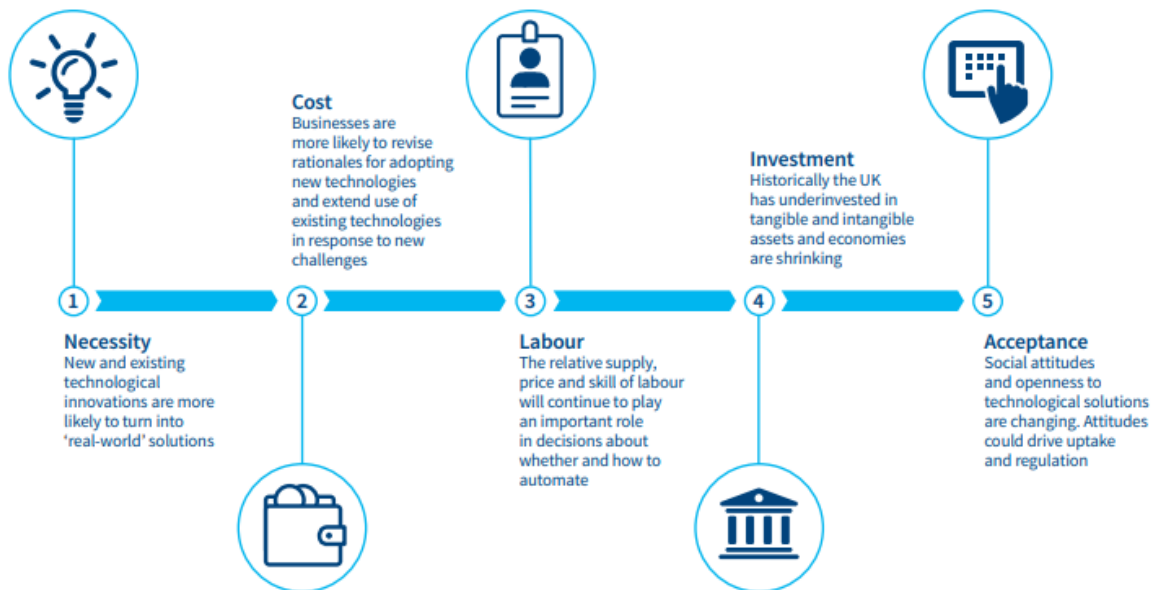 1
Necessity
New and existing
technological
innovations are more
likely to turn into
‘real-world’ solutions
2
Cost
Businesses are
more likely to revise
rationales for adopting
new technologies
and extend use of
existing technologies
in response to new
challenges
3
Labour
The relative supply,
price and skill of labour
will continue to play
an important role
in decisions about
whether and how to
automate
4
Investment
Historically the UK
has underinvested in
tangible and intangible
assets and economies
are shrinking
5
Acceptance
Social attitudes
and openness to
technological solutions
are changing. Attitudes
could drive uptake
and regulation